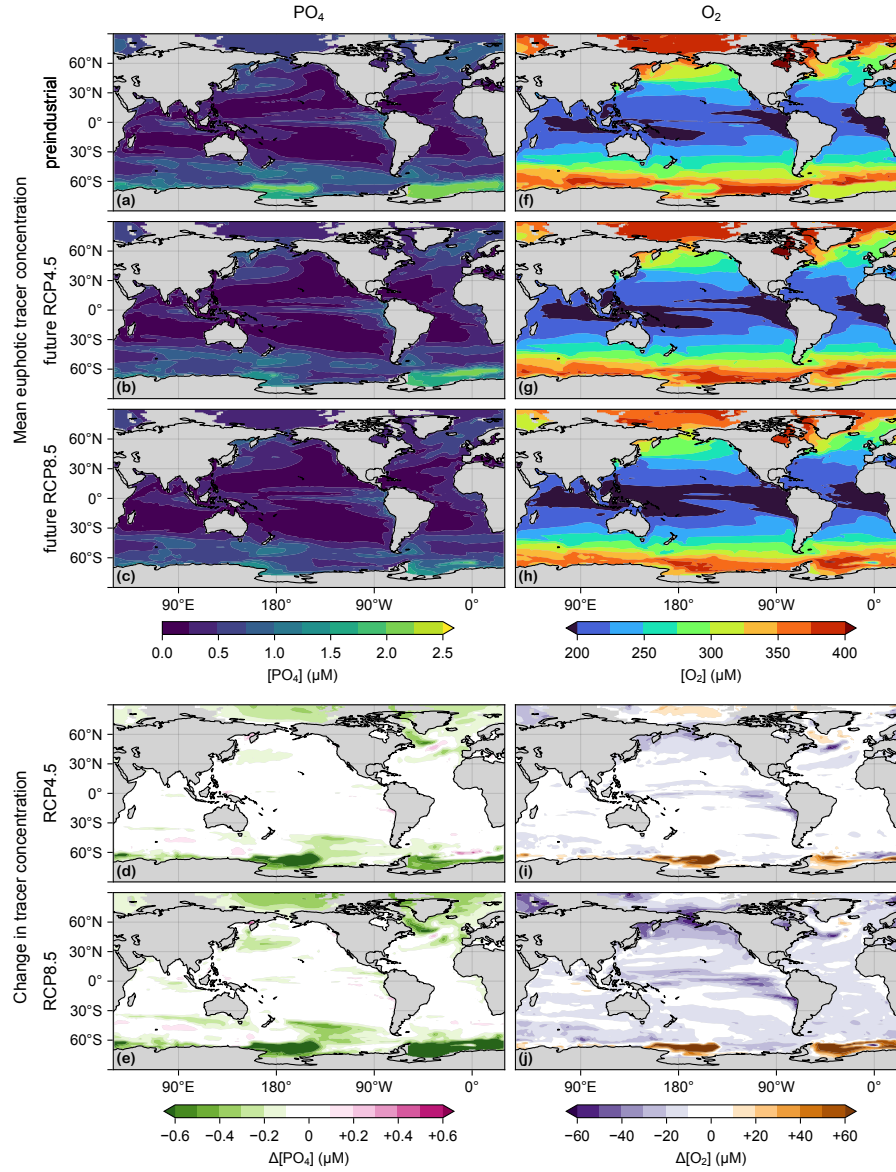 PO₄
O₂
Mean euphotic tracer concentration
preindustrial
60°N
30°N
0°
30°S
60°S
(a)
(f)
future RCP4.5
60°N
30°N
0°
30°S
60°S
(b)
(g)
future RCP8.5
60°N
30°N
0°
30°S
60°S
(c)
(h)
90°E 180° 90°W 0°
90°E 180° 90°W 0°
0.0 0.5 1.0 1.5 2.0 2.5
[PO₄] (µM)
200 250 300 350 400
[O₂] (µM)
Change in tracer concentration
RCP4.5
60°N
30°N
0°
30°S
60°S
(d)
(i)
RCP8.5
60°N
30°N
0°
30°S
60°S
(e)
(j)
90°E 180° 90°W 0°
90°E 180° 90°W 0°
−0.6 −0.4 −0.2 0 +0.2 +0.4 +0.6
Δ[PO₄] (µM)
−60 −40 −20 0 +20 +40 +60
Δ[O₂] (µM)